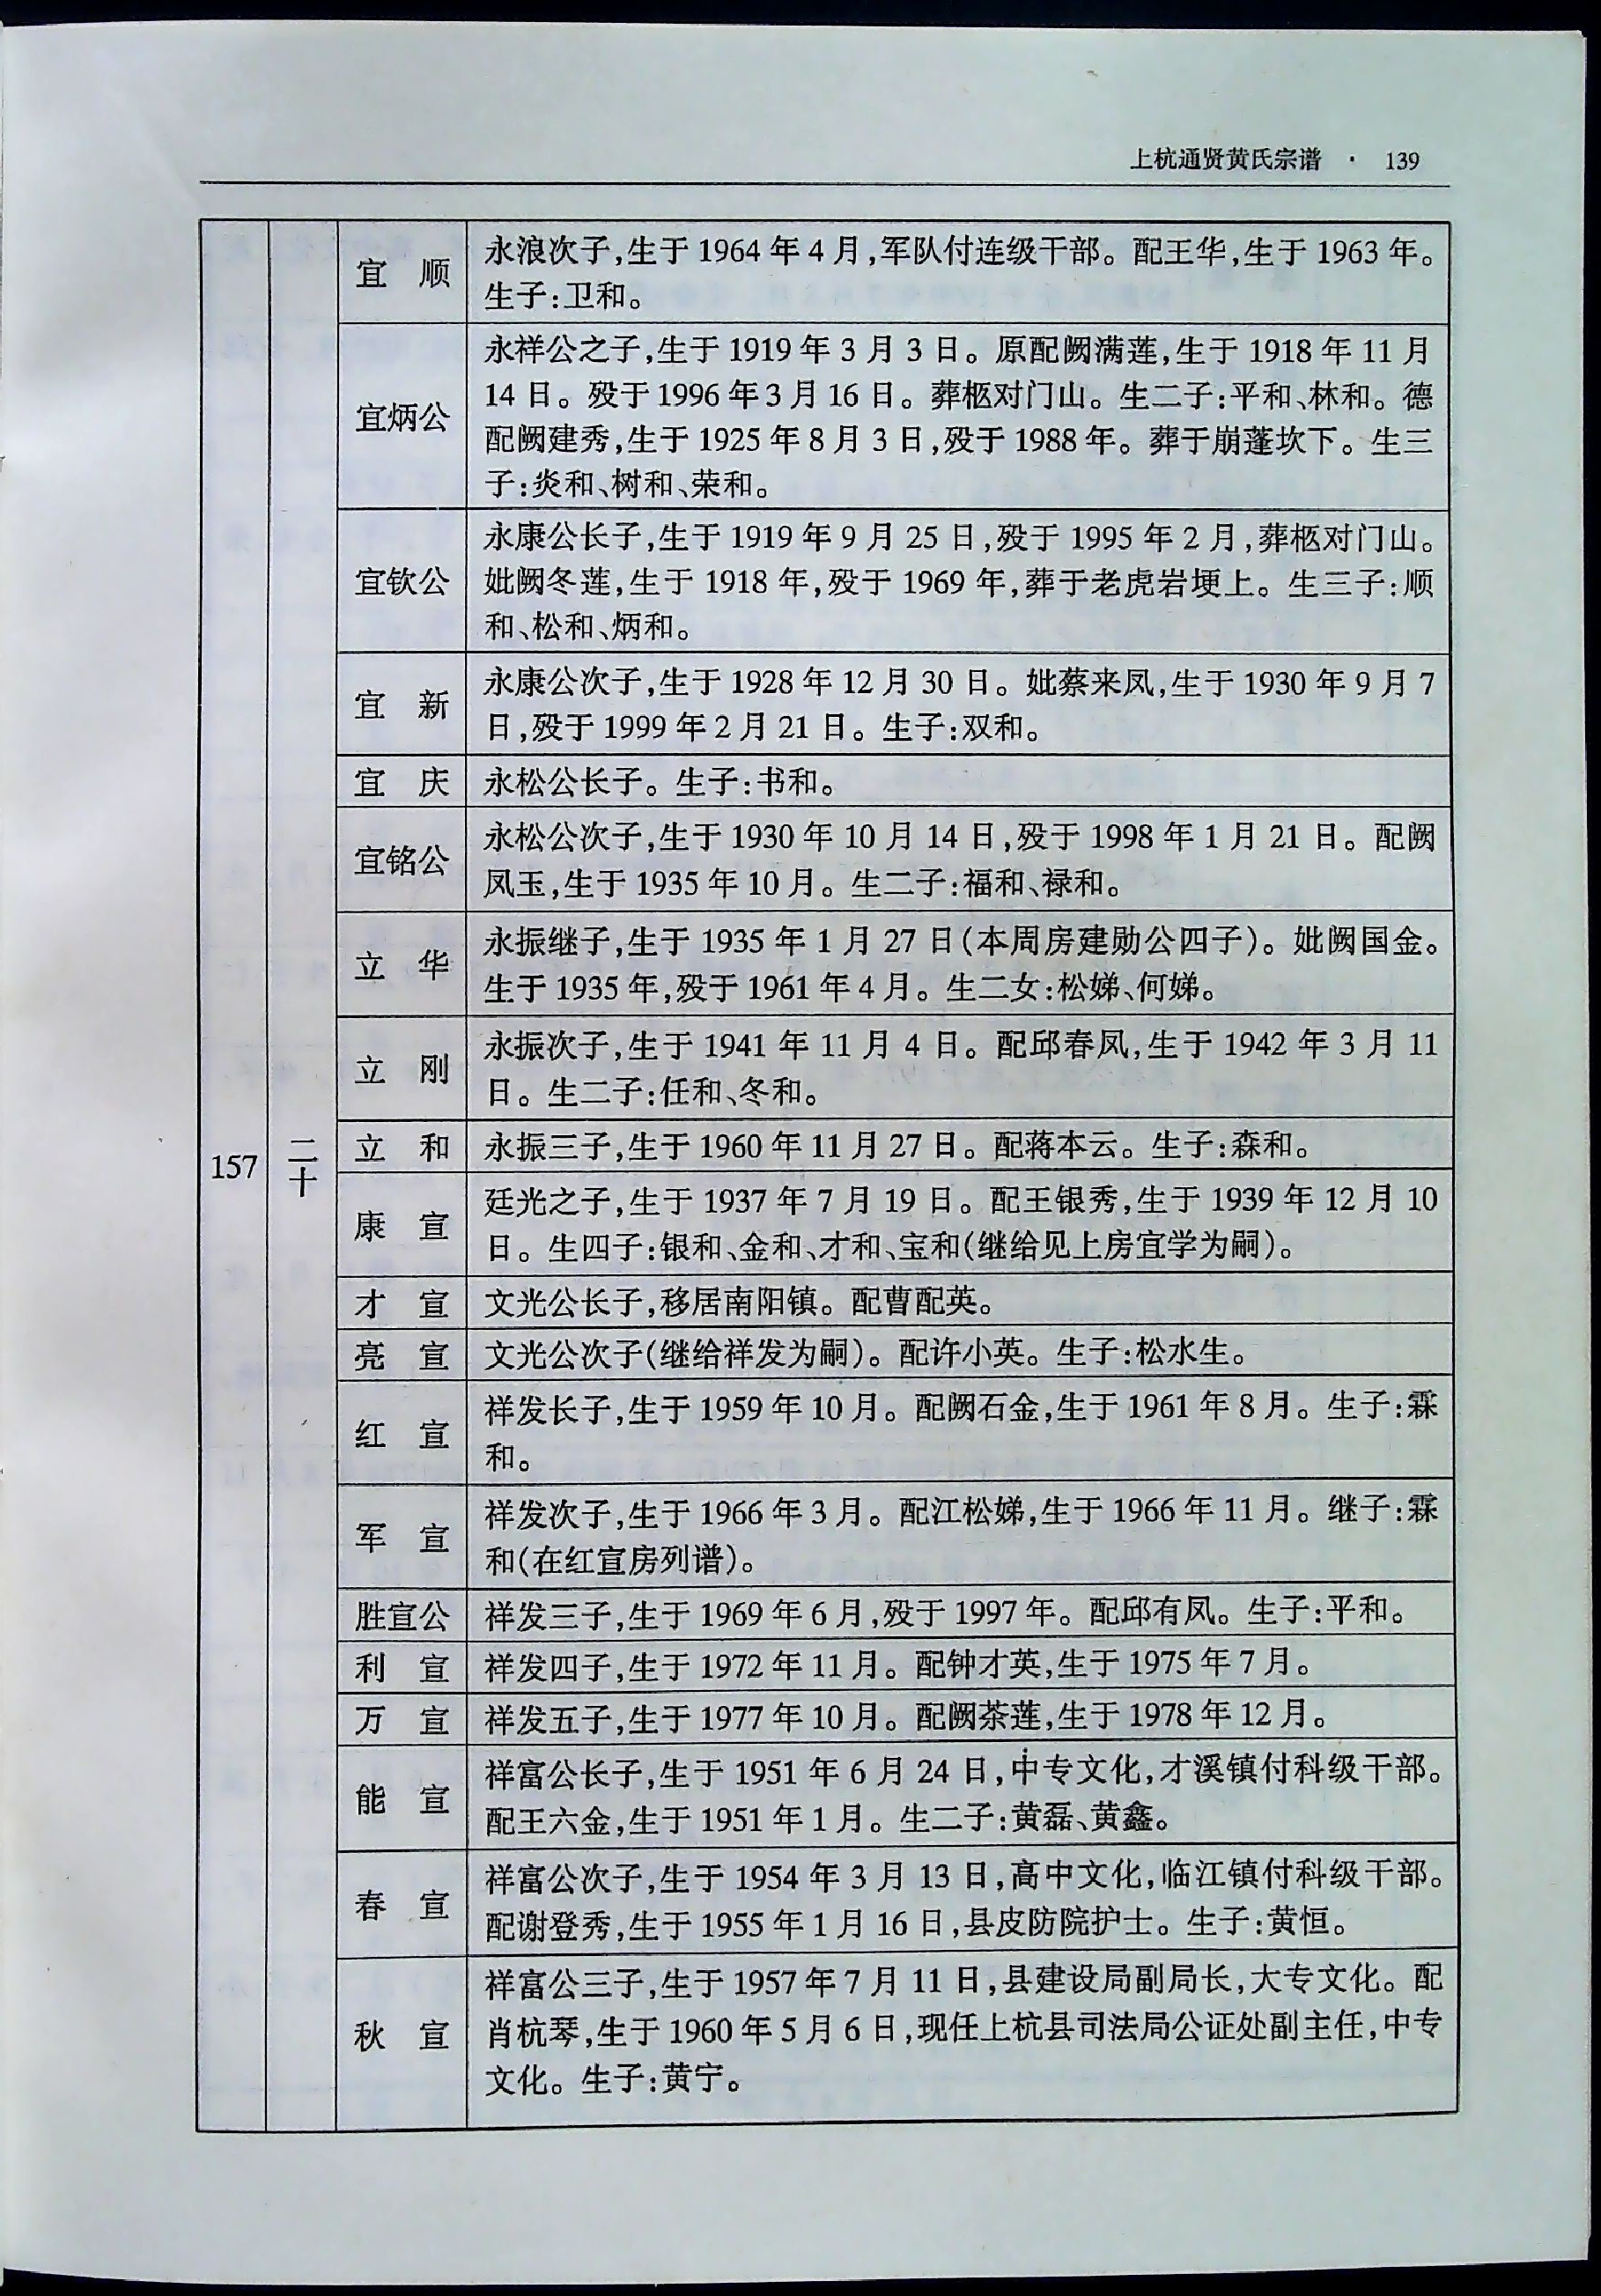 上杭通贤黄氏宗谱 · 139
157
二十
宜 顺
永浪次子,生于 1964 年 4 月,军队付连级干部。配王华,生于 1963 年。
生子:卫和。
宜炳公
永祥公之子,生于 1919 年 3 月 3 日。原配阙满莲,生于 1918 年 11 月
14 日。殁于 1996 年 3 月 16 日。葬柩对门山。生二子:平和、林和。德
配阙建秀,生于 1925 年 8 月 3 日,殁于 1988 年。葬于崩蓬坎下。生三
子:炎和、树和、荣和。
宜钦公
永康公长子,生于 1919 年 9 月 25 日,殁于 1995 年 2 月,葬柩对门山。
妣阙冬莲,生于 1918 年,殁于 1969 年,葬于老虎岩埂上。生三子:顺
和、松和、炳和。
宜 新
永康公次子,生于 1928 年 12 月 30 日。妣蔡来凤,生于 1930 年 9 月 7
日,殁于 1999 年 2 月 21 日。生子:双和。
宜 庆
永松公长子。生子:书和。
宜铭公
永松公次子,生于 1930 年 10 月 14 日,殁于 1998 年 1 月 21 日。配阙
凤玉,生于 1935 年 10 月。生二子:福和、禄和。
立 华
永振继子,生于 1935 年 1 月 27 日(本周房建勋公四子)。妣阙国金。
生于 1935 年,殁于 1961 年 4 月。生二女:松娣、何娣。
立 刚
永振次子,生于 1941 年 11 月 4 日。配邱春凤,生于 1942 年 3 月 11
日。生二子:任和、冬和。
立 和
永振三子,生于 1960 年 11 月 27 日。配蒋本云。生子:森和。
康 宣
廷光之子,生于 1937 年 7 月 19 日。配王银秀,生于 1939 年 12 月 10
日。生四子:银和、金和、才和、宝和(继给见上房宜学为嗣)。
才 宣
文光公长子,移居南阳镇。配曹配英。
亮 宣
文光公次子(继给祥发为嗣)。配许小英。生子:松水生。
红 宣
祥发长子,生于 1959 年 10 月。配阙石金,生于 1961 年 8 月。生子:霖
和。
军 宣
祥发次子,生于 1966 年 3 月。配江松娣,生于 1966 年 11 月。继子:霖
和(在红宣房列谱)。
胜宣公
祥发三子,生于 1969 年 6 月,殁于 1997 年。配邱有凤。生子:平和。
利 宣
祥发四子,生于 1972 年 11 月。配钟才英,生于 1975 年 7 月。
万 宣
祥发五子,生于 1977 年 10 月。配阙茶莲,生于 1978 年 12 月。
能 宣
祥富公长子,生于 1951 年 6 月 24 日,中专文化,才溪镇付科级干部。
配王六金,生于 1951 年 1 月。生二子:黄磊、黄鑫。
春 宣
祥富公次子,生于 1954 年 3 月 13 日,高中文化,临江镇付科级干部。
配谢登秀,生于 1955 年 1 月 16 日,县皮防院护士。生子:黄恒。
秋 宣
祥富公三子,生于 1957 年 7 月 11 日,县建设局副局长,大专文化。配
肖杭琴,生于 1960 年 5 月 6 日,现任上杭县司法局公证处副主任,中专
文化。生子:黄宁。